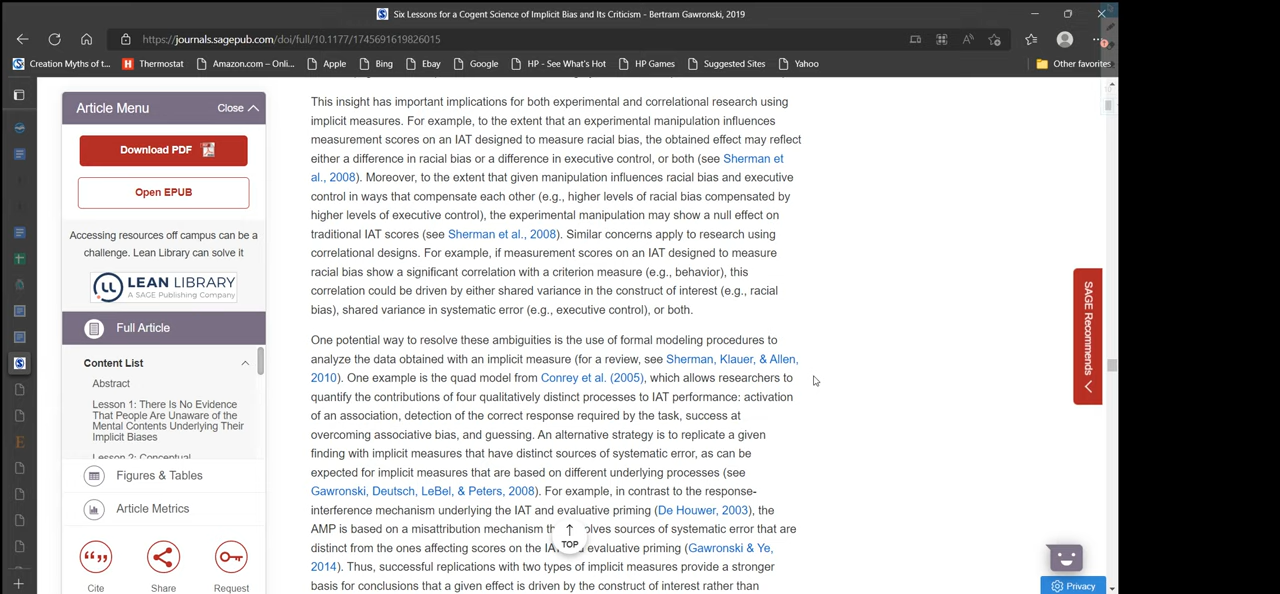 Six Lessons for a Cogent Science of Implicit Bias and Its Criticism - Bertram Gawronski, 2019
https://journals.sagepub.com/doi/full/10.1177/1745691619826015
Creation Myths of t... Thermostat Amazon.com – Onli... Apple Bing Ebay Google HP - See What's Hot HP Games Suggested Sites Yahoo Other favorites
Article Menu Close
Download PDF
Open EPUB
Accessing resources off campus can be a
challenge. Lean Library can solve it
LEAN LIBRARY
A SAGE Publishing Company
Full Article
Content List
Abstract
Lesson 1: There Is No Evidence
That People Are Unaware of the
Mental Contents Underlying Their
Implicit Biases
Lesson 2: Conceptual
Figures & Tables
Article Metrics
Cite Share Request
This insight has important implications for both experimental and correlational research using
implicit measures. For example, to the extent that an experimental manipulation influences
measurement scores on an IAT designed to measure racial bias, the obtained effect may reflect
either a difference in racial bias or a difference in executive control, or both (see Sherman et
al., 2008). Moreover, to the extent that given manipulation influences racial bias and executive
control in ways that compensate each other (e.g., higher levels of racial bias compensated by
higher levels of executive control), the experimental manipulation may show a null effect on
traditional IAT scores (see Sherman et al., 2008). Similar concerns apply to research using
correlational designs. For example, if measurement scores on an IAT designed to measure
racial bias show a significant correlation with a criterion measure (e.g., behavior), this
correlation could be driven by either shared variance in the construct of interest (e.g., racial
bias), shared variance in systematic error (e.g., executive control), or both.
One potential way to resolve these ambiguities is the use of formal modeling procedures to
analyze the data obtained with an implicit measure (for a review, see Sherman, Klauer, & Allen,
2010). One example is the quad model from Conrey et al. (2005), which allows researchers to
quantify the contributions of four qualitatively distinct processes to IAT performance: activation
of an association, detection of the correct response required by the task, success at
overcoming associative bias, and guessing. An alternative strategy is to replicate a given
finding with implicit measures that have distinct sources of systematic error, as can be
expected for implicit measures that are based on different underlying processes (see
Gawronski, Deutsch, LeBel, & Peters, 2008). For example, in contrast to the response-
interference mechanism underlying the IAT and evaluative priming (De Houwer, 2003), the
AMP is based on a misattribution mechanism sources of systematic error that are
distinct from the ones affecting scores on the evaluative priming (Gawronski & Ye,
2014). Thus, successful replications with two types of implicit measures provide a stronger
basis for conclusions that a given effect is driven by the construct of interest rather than
TOP
SAGE Recommends
Privacy